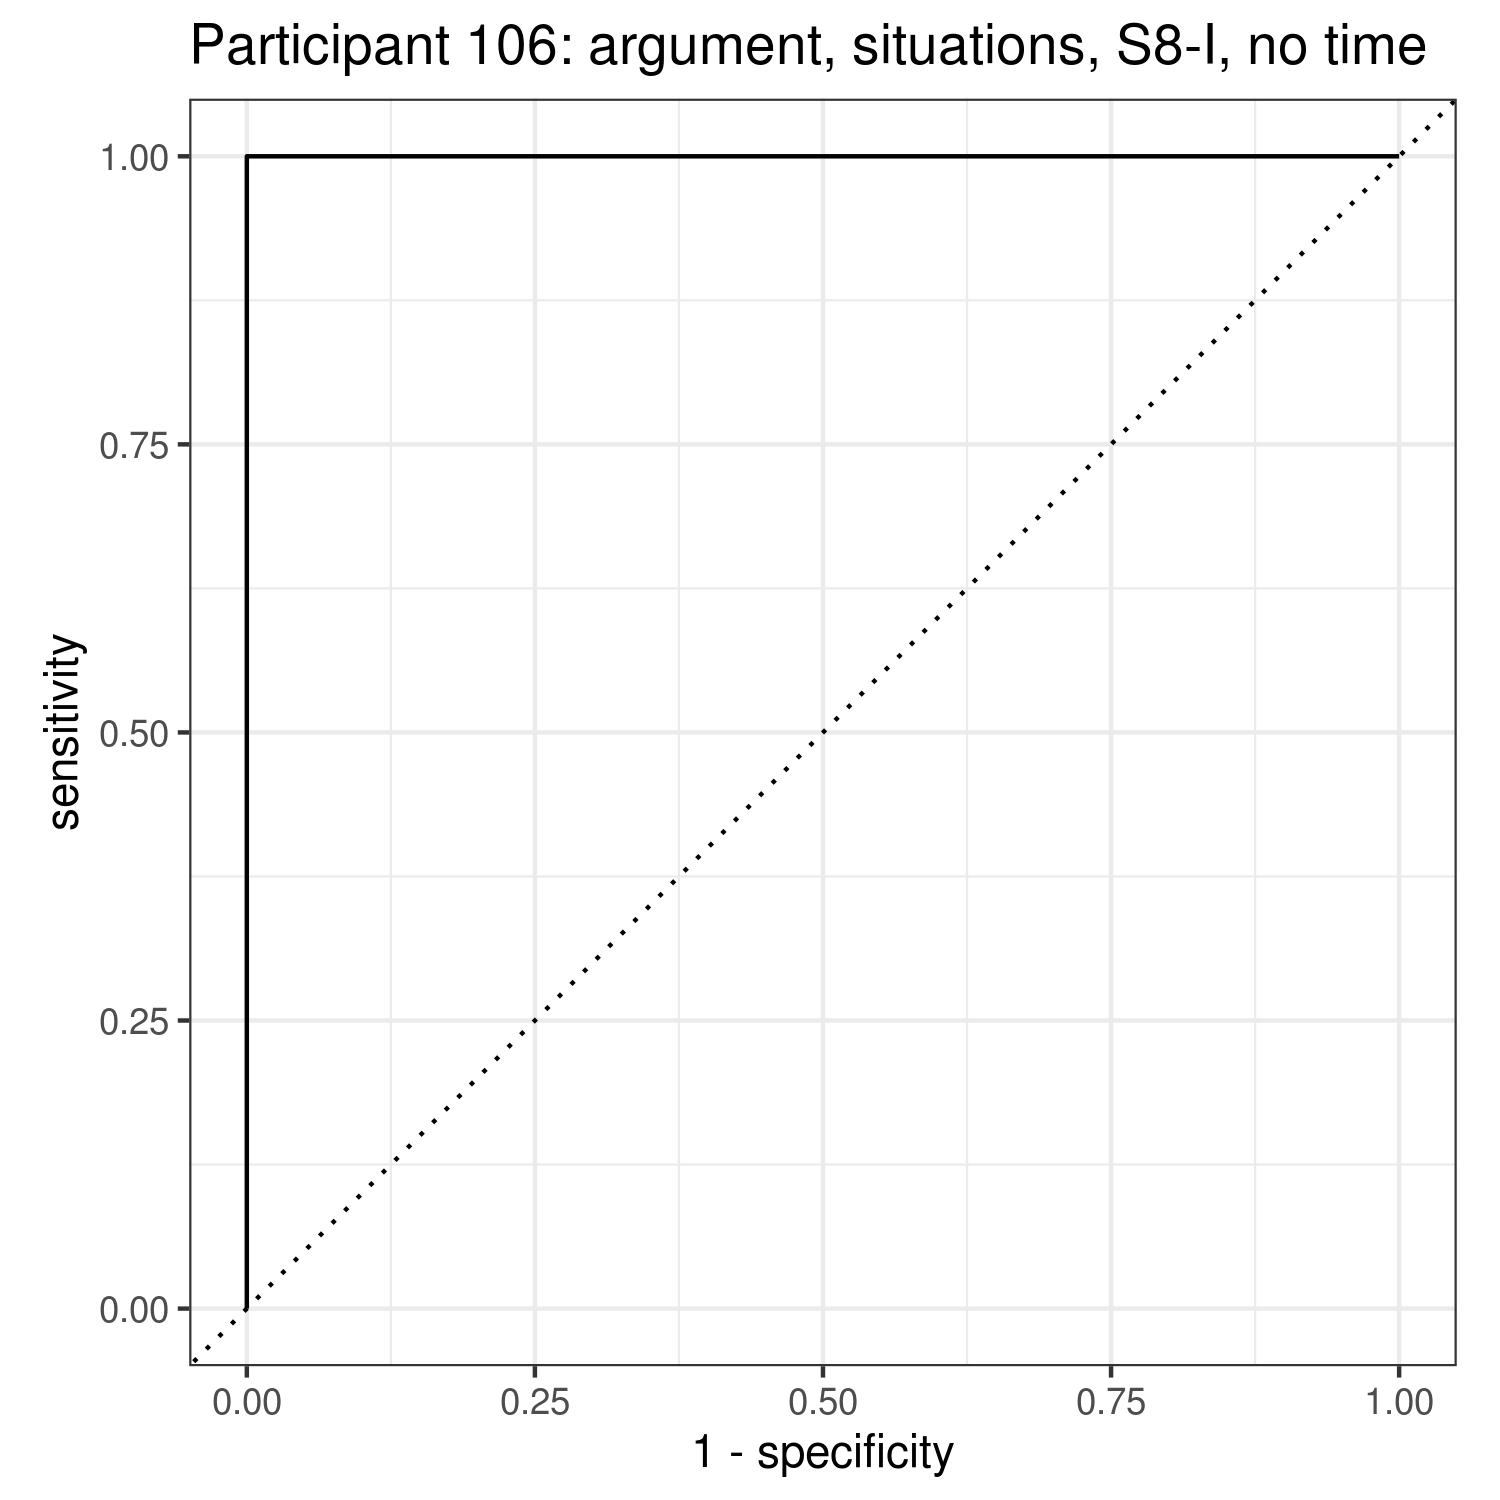 Participant 106: argument, situations, S8-I, no time
sensitivity
1.00
0.75
0.50
0.25
0.00
0.00 0.25 0.50 0.75 1.00
1 - specificity